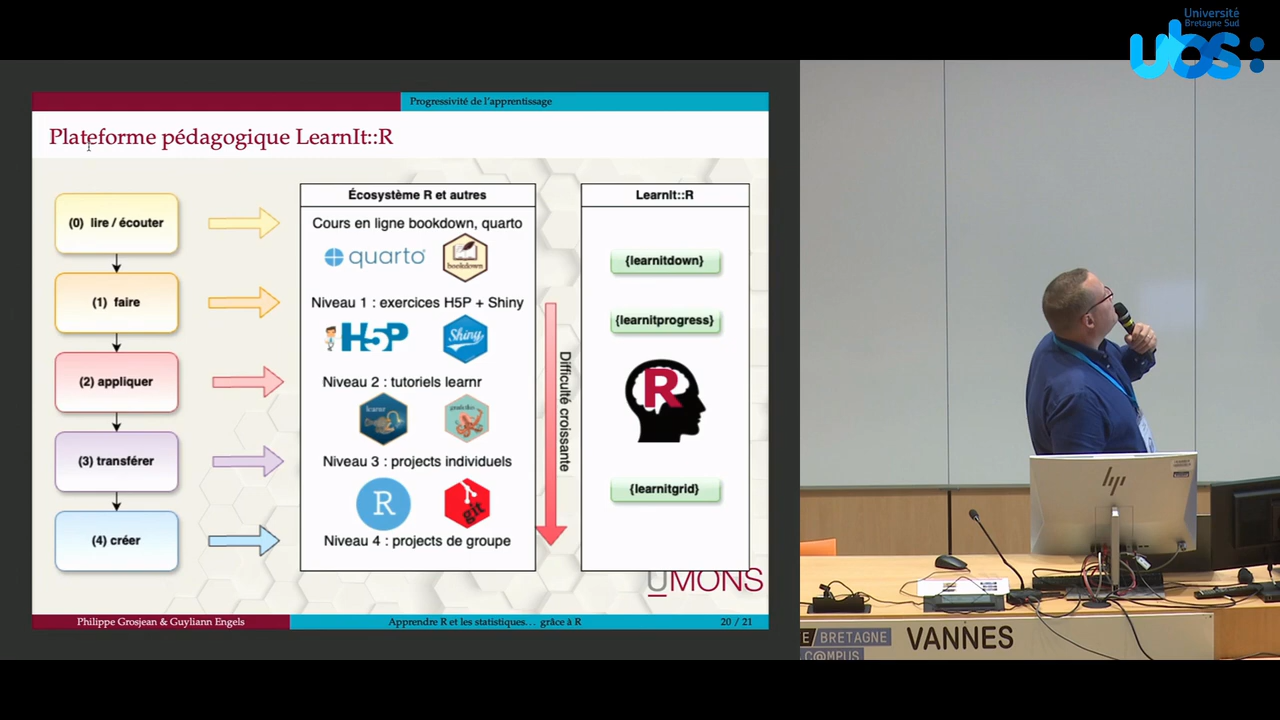 Université
Bretagne Sud
ubs:
Progressivité de l'apprentissage
Plateforme pédagogique LearnIt::R
(0) lire / écouter
(1) faire
(2) appliquer
(3) transférer
(4) créer
Écosystème R et autres
Cours en ligne bookdown, quarto
quarto
bookdown
Niveau 1 : exercices H5P + Shiny
H5P
Shiny
Niveau 2 : tutoriels learnr
learnr
gradethis
Niveau 3 : projects individuels
R
git
Niveau 4 : projects de groupe
Difficulté croissante
LearnIt::R
{learnitdown}
{learnitprogress}
R
{learnitgrid}
UMONS
Philippe Grosjean & Guyliann Engels
Apprendre R et les statistiques... grâce à R
20 / 21
hp
E/BRETAGNE
C@MPUS
VANNES